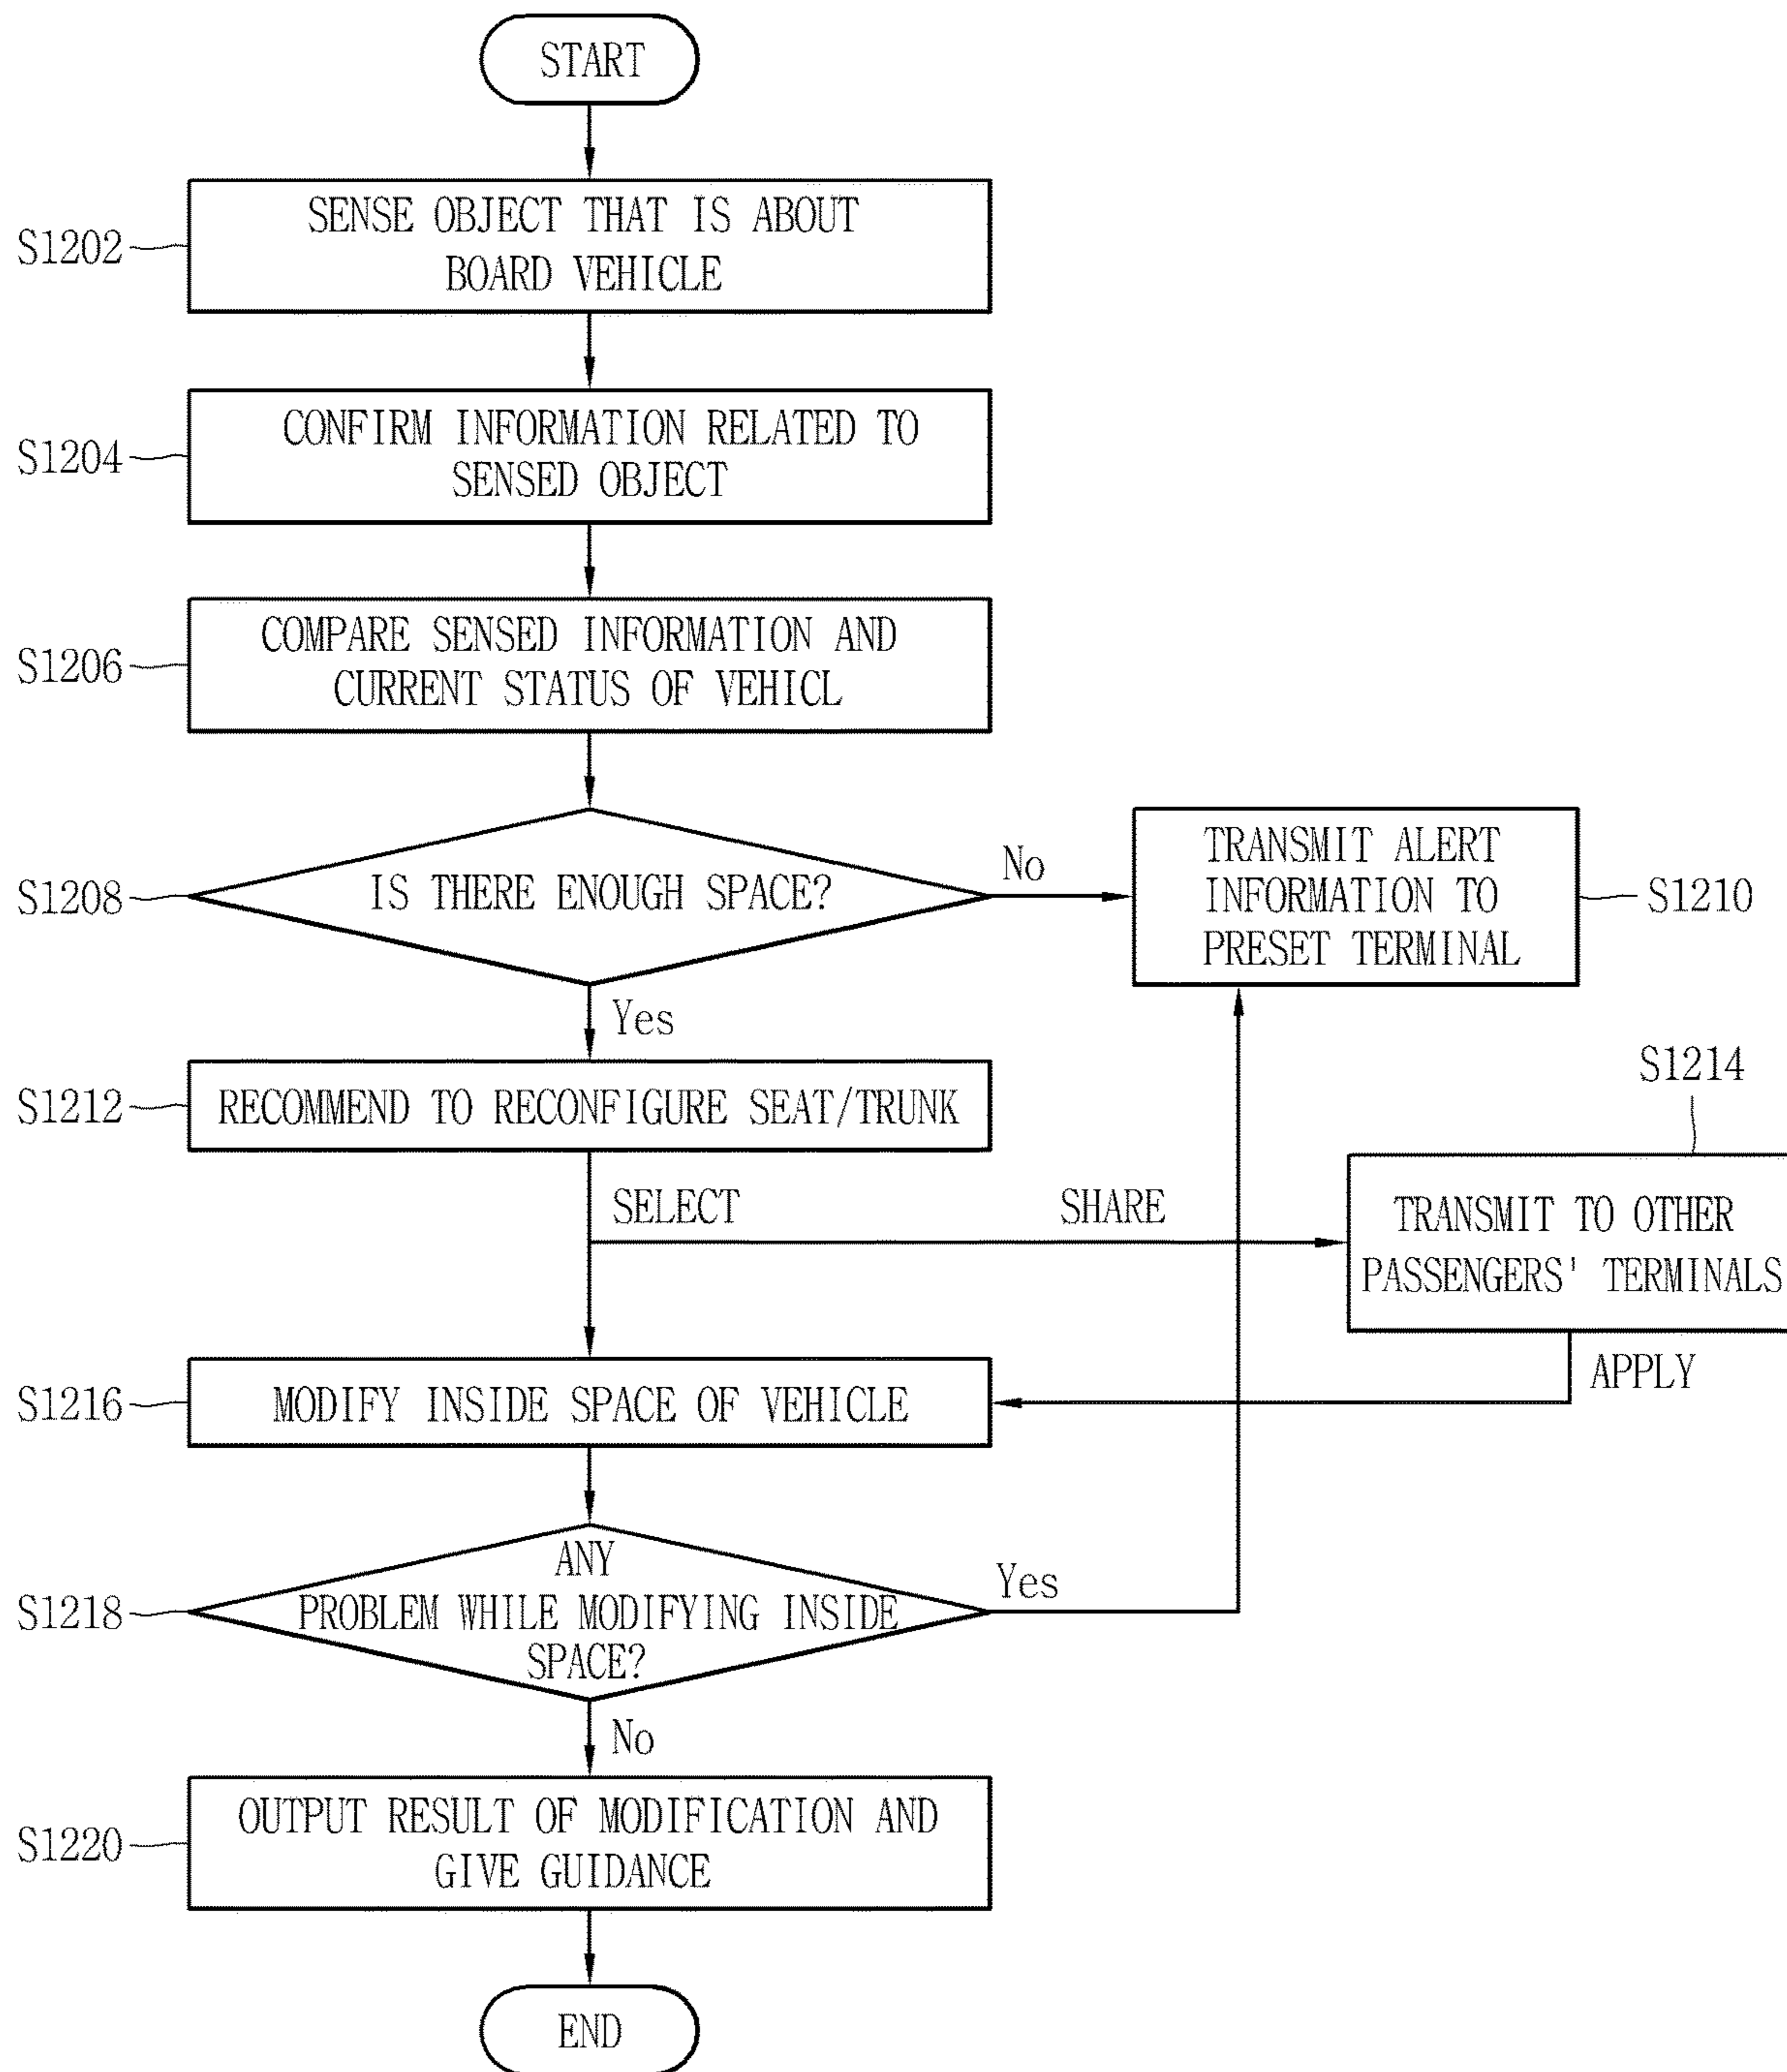 START
S1202
SENSE OBJECT THAT IS ABOUT
BOARD VEHICLE
S1204
CONFIRM INFORMATION RELATED TO
SENSED OBJECT
S1206
COMPARE SENSED INFORMATION AND
CURRENT STATUS OF VEHICL
S1208
IS THERE ENOUGH SPACE?
No
TRANSMIT ALERT
INFORMATION TO
PRESET TERMINAL
S1210
Yes
S1212
RECOMMEND TO RECONFIGURE SEAT/TRUNK
S1214
SELECT
SHARE
TRANSMIT TO OTHER
PASSENGERS' TERMINALS
APPLY
S1216
MODIFY INSIDE SPACE OF VEHICLE
S1218
ANY
PROBLEM WHILE MODIFYING INSIDE
SPACE?
Yes
No
S1220
OUTPUT RESULT OF MODIFICATION AND
GIVE GUIDANCE
END